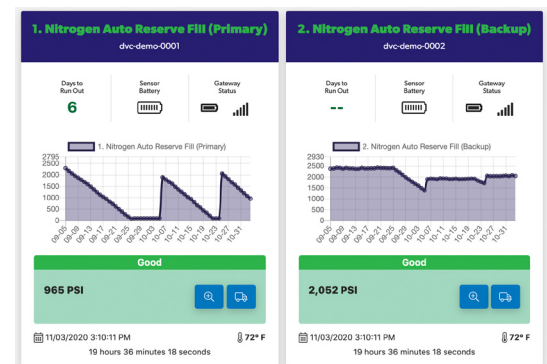 1. Nitrogen Auto Reserve Fill (Primary)
dvc-demo-0001
Days to Run Out
Sensor Battery
Gateway Status
6
1. Nitrogen Auto Reserve Fill (Primary)
2795
2500
2000
1500
1000
500
0
09-05
09-09
09-13
09-17
09-21
09-25
09-29
10-03
10-07
10-11
10-15
10-19
10-23
10-27
10-31
Good
965 PSI
11/03/2020 3:10:11 PM
72° F
19 hours 36 minutes 18 seconds
2. Nitrogen Auto Reserve Fill (Backup)
dvc-demo-0002
Days to Run Out
Sensor Battery
Gateway Status
--
2. Nitrogen Auto Reserve Fill (Backup)
2930
2500
2000
1500
1000
500
0
09-05
09-09
09-13
09-17
09-21
09-25
09-29
10-03
10-07
10-11
10-15
10-19
10-23
10-27
10-31
Good
2,052 PSI
11/03/2020 3:10:11 PM
72° F
19 hours 36 minutes 18 seconds